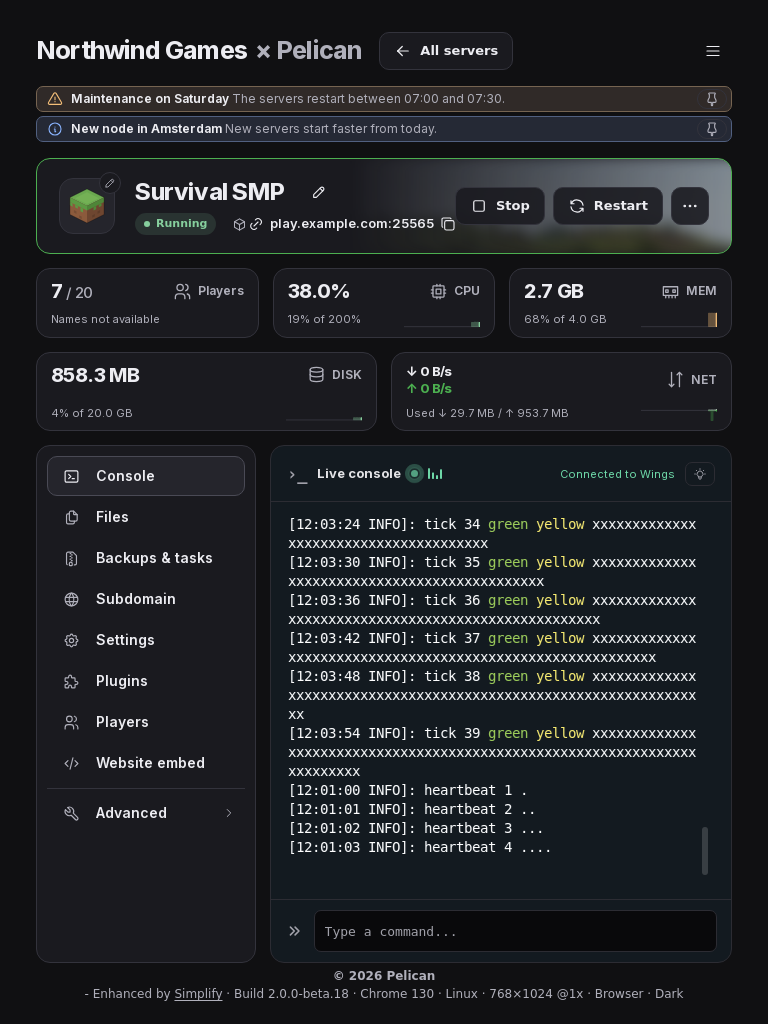 Northwind Games × Pelican
All servers
Maintenance on Saturday The servers restart between 07:00 and 07:30.
New node in Amsterdam New servers start faster from today.
Survival SMP
Running
play.example.com:25565
Stop
Restart
7 / 20
Players
Names not available
38.0%
CPU
19% of 200%
2.7 GB
MEM
68% of 4.0 GB
858.3 MB
DISK
4% of 20.0 GB
↓ 0 B/s
↑ 0 B/s
NET
Used ↓ 29.7 MB / ↑ 953.7 MB
Console
Files
Backups & tasks
Subdomain
Settings
Plugins
Players
Website embed
Advanced
Live console
Connected to Wings
[12:03:24 INFO]: tick 34 green yellow xxxxxxxxxxxxx
xxxxxxxxxxxxxxxxxxxxxxxxx
[12:03:30 INFO]: tick 35 green yellow xxxxxxxxxxxxx
xxxxxxxxxxxxxxxxxxxxxxxxxxxxxxxx
[12:03:36 INFO]: tick 36 green yellow xxxxxxxxxxxxx
xxxxxxxxxxxxxxxxxxxxxxxxxxxxxxxxxxxxxxx
[12:03:42 INFO]: tick 37 green yellow xxxxxxxxxxxxx
xxxxxxxxxxxxxxxxxxxxxxxxxxxxxxxxxxxxxxxxxxxxxx
[12:03:48 INFO]: tick 38 green yellow xxxxxxxxxxxxx
xxxxxxxxxxxxxxxxxxxxxxxxxxxxxxxxxxxxxxxxxxxxxxxxxxx
xx
[12:03:54 INFO]: tick 39 green yellow xxxxxxxxxxxxx
xxxxxxxxxxxxxxxxxxxxxxxxxxxxxxxxxxxxxxxxxxxxxxxxxxx
xxxxxxxxx
[12:01:00 INFO]: heartbeat 1 .
[12:01:01 INFO]: heartbeat 2 ..
[12:01:02 INFO]: heartbeat 3 ...
[12:01:03 INFO]: heartbeat 4 ....
Type a command...
© 2026 Pelican
- Enhanced by Simplify · Build 2.0.0-beta.18 · Chrome 130 · Linux · 768×1024 @1x · Browser · Dark